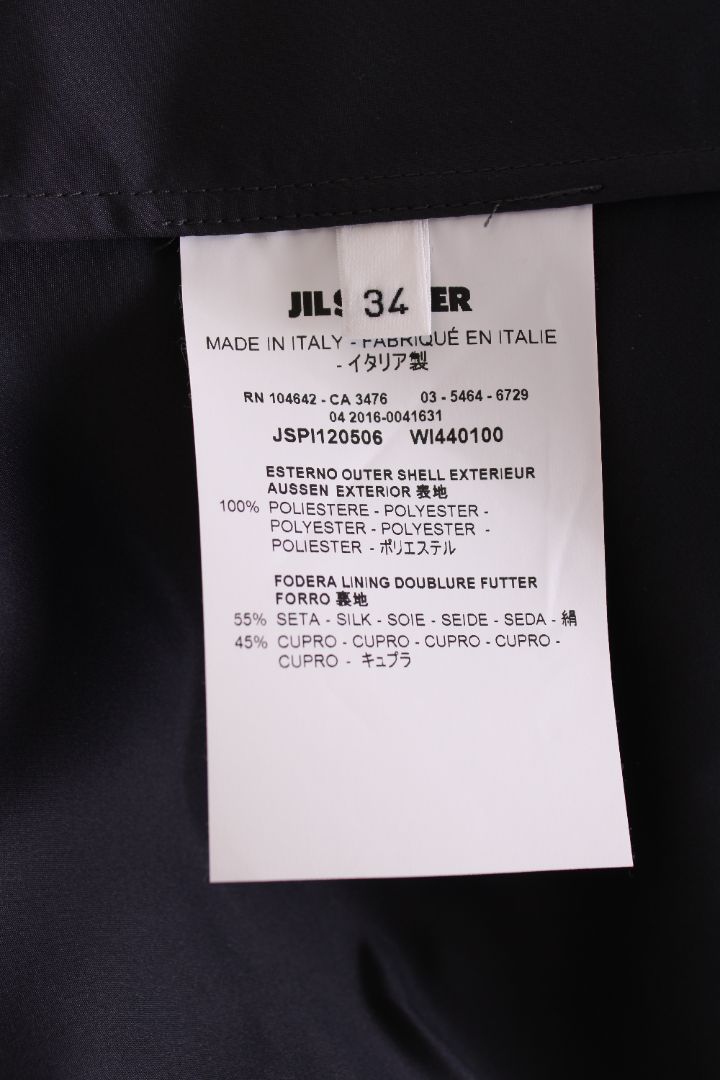 JIL S 34 ER
MADE IN ITALY - FABRIQUÉ EN ITALIE
- イタリア製
RN 104642 - CA 3476 03 - 5464 - 6729
04 2016-0041631
JSPI120506 WI440100
ESTERNO OUTER SHELL EXTERIEUR
AUSSEN EXTERIOR 表地
100% POLIESTERE - POLYESTER -
POLYESTER - POLYESTER -
POLIESTER - ポリエステル
FODERA LINING DOUBLURE FUTTER
FORRO 裏地
55% SETA - SILK - SOIE - SEIDE - SEDA - 絹
45% CUPRO - CUPRO - CUPRO - CUPRO -
CUPRO - キュプラ